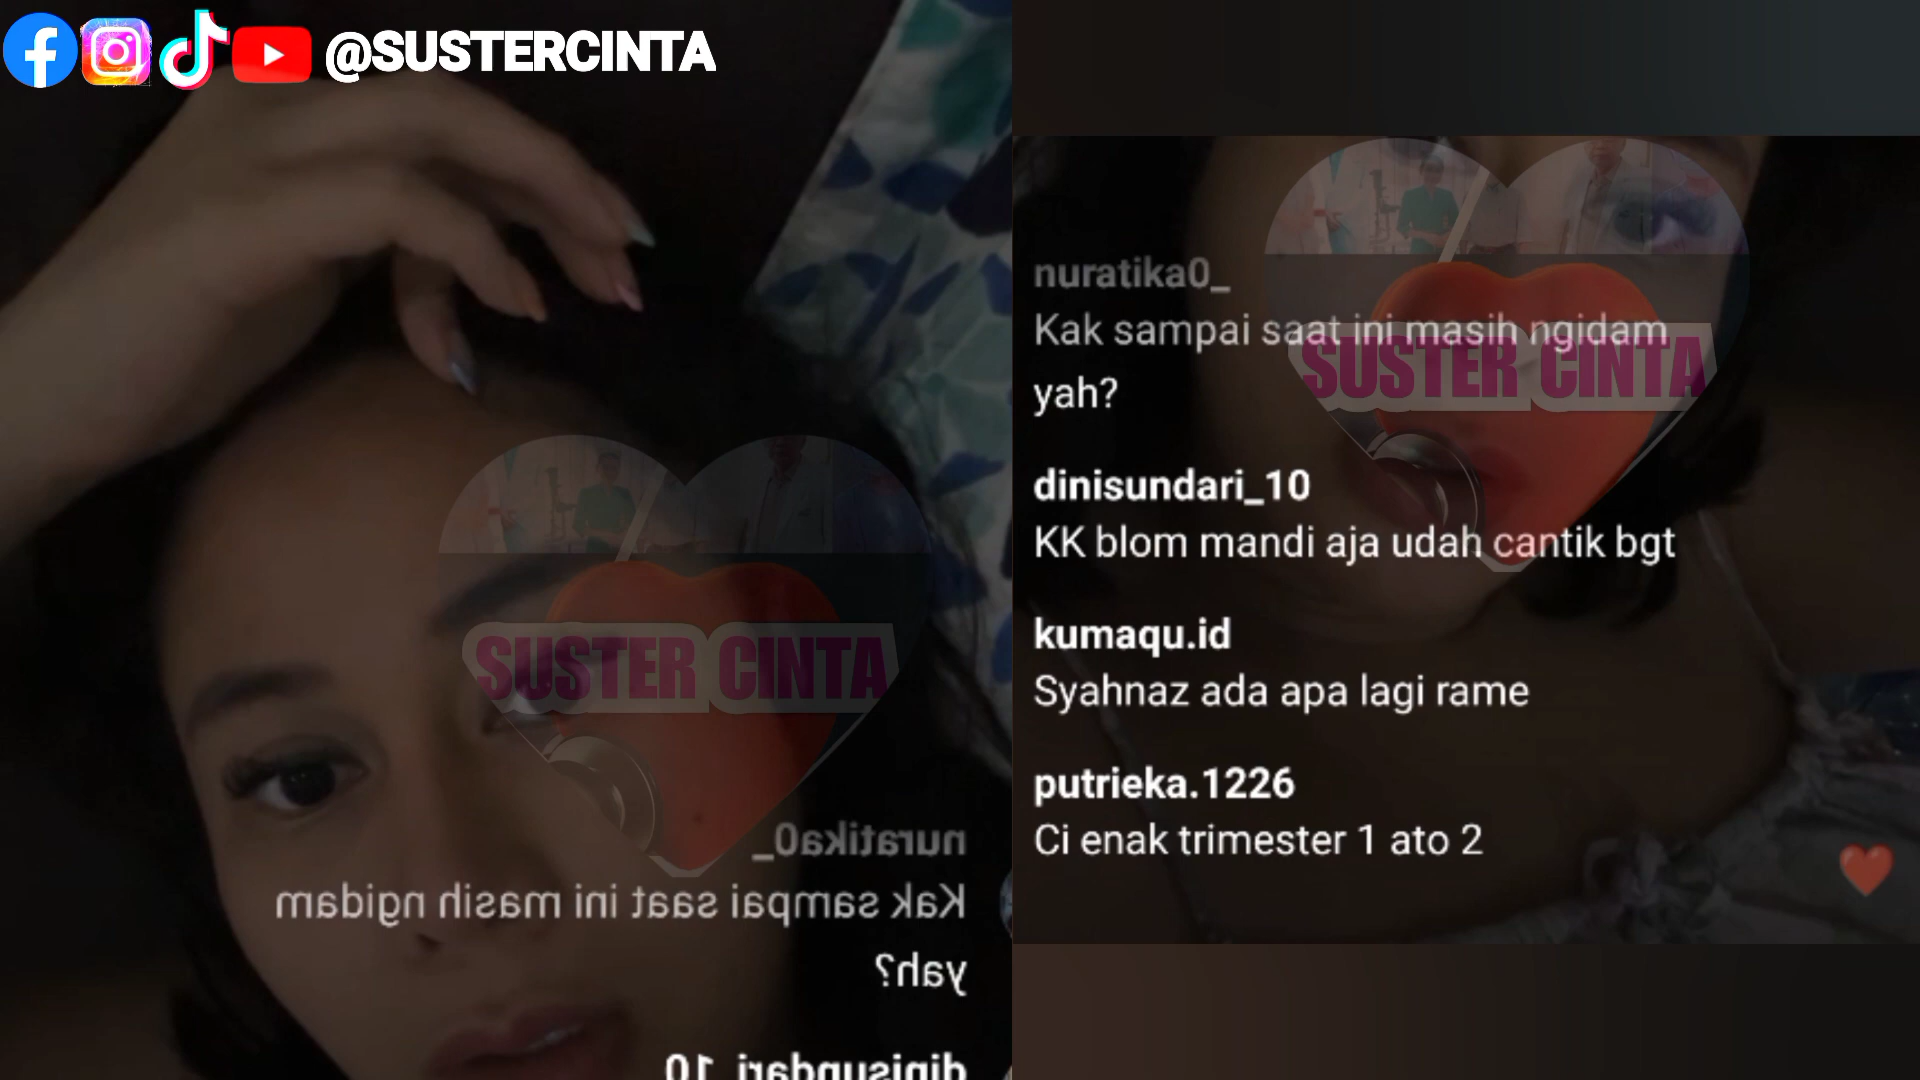 @SUSTERCINTA
SUSTER CINTA
nuratika0_
Kak sampai saat ini masih ngidam
yah?
dinisundari_10
nuratika0_
Kak sampai saat ini masih ngidam
yah?
SUSTER CINTA
dinisundari_10
KK blom mandi aja udah cantik bgt
kumaqu.id
Syahnaz ada apa lagi rame
putrieka.1226
Ci enak trimester 1 ato 2